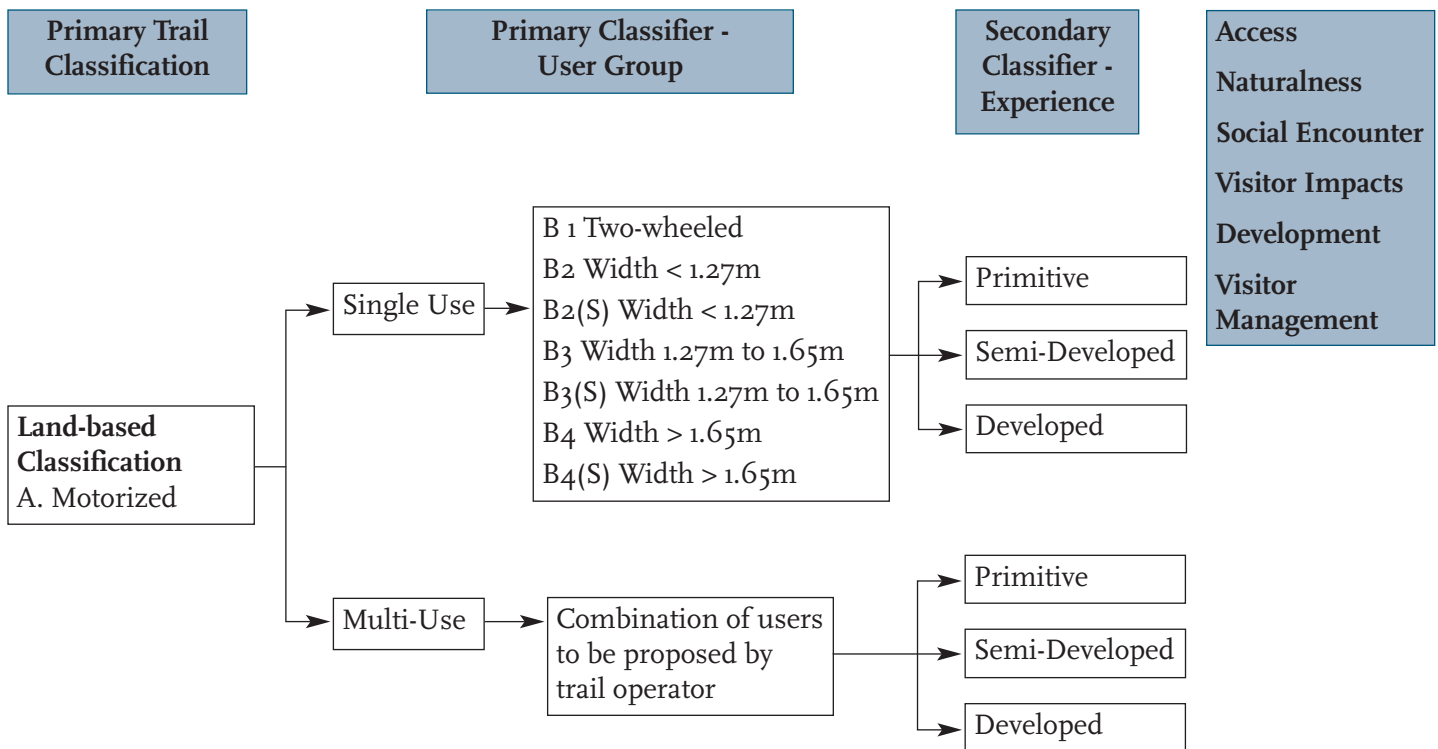 Primary Trail
Classification
Primary Classifier -
User Group
Secondary
Classifier -
Experience
Access
Naturalness
Social Encounter
Visitor Impacts
Development
Visitor
Management
Land-based
Classification
A. Motorized
Single Use
B 1 Two-wheeled
B2 Width < 1.27m
B2(S) Width < 1.27m
B3 Width 1.27m to 1.65m
B3(S) Width 1.27m to 1.65m
B4 Width > 1.65m
B4(S) Width > 1.65m
Primitive
Semi-Developed
Developed
Multi-Use
Combination of users
to be proposed by
trail operator
Primitive
Semi-Developed
Developed